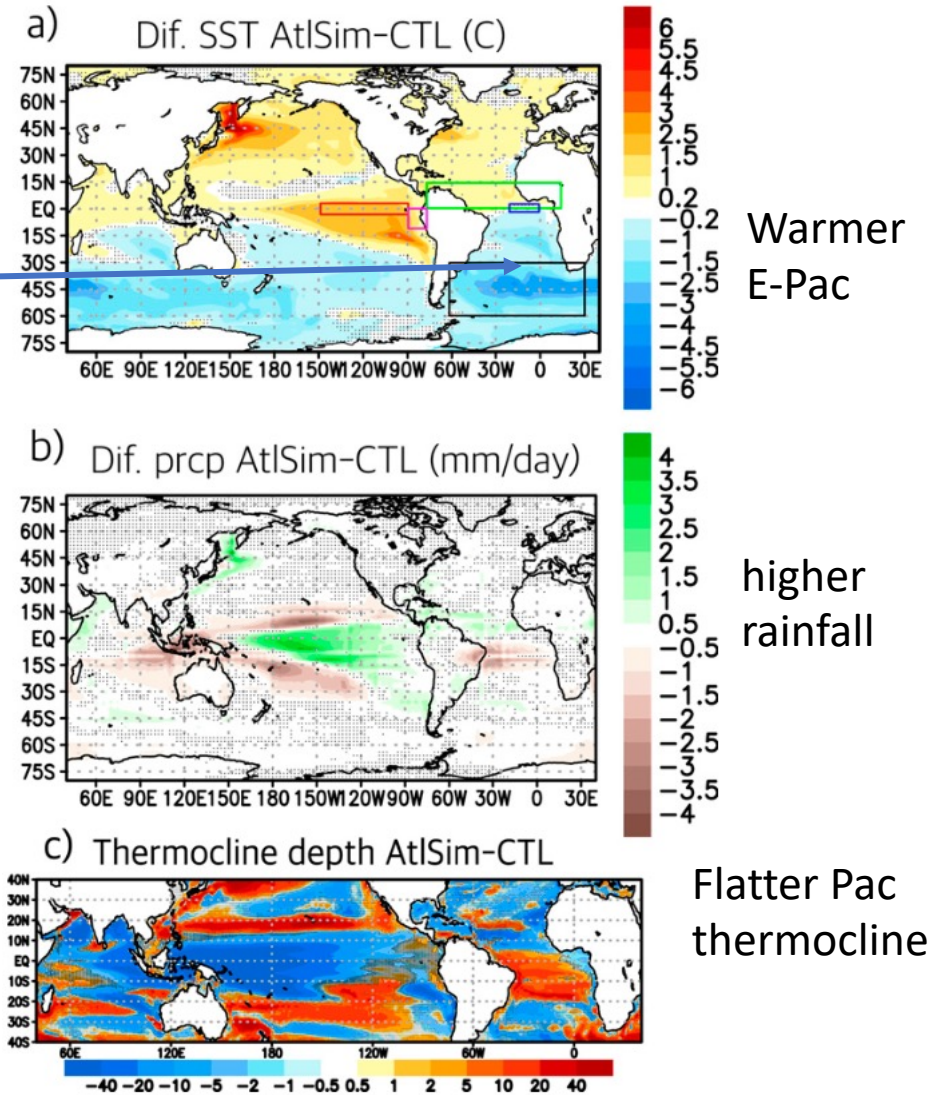 a) Dif. SST AtlSim-CTL (C)
75N
60N
45N
30N
15N
EQ
15S
30S
45S
60S
75S
60E 90E 120E 150E 180 150W 120W 90W 60W 30W 0 30E
6
5.5
4.5
4
3
2.5
1.5
1
0.2
-0.2
-1
-1.5
-2.5
-3
-4
-4.5
-5.5
-6
Warmer
E-Pac
b) Dif. prcp AtlSim-CTL (mm/day)
75N
60N
45N
30N
15N
EQ
15S
30S
45S
60S
75S
60E 90E 120E 150E 180 150W 120W 90W 60W 30W 0 30E
4
3.5
3
2.5
2
1.5
1
0.5
-0.5
-1
-1.5
-2
-2.5
-3
-3.5
-4
higher
rainfall
c) Thermocline depth AtlSim-CTL
40N
30N
20N
10N
EQ
10S
20S
30S
40S
60E 120E 180 120W 60W 0
-40 -20 -10 -5 -2 -1 -0.5 0.5 1 2 5 10 20 40
Flatter Pac
thermocline